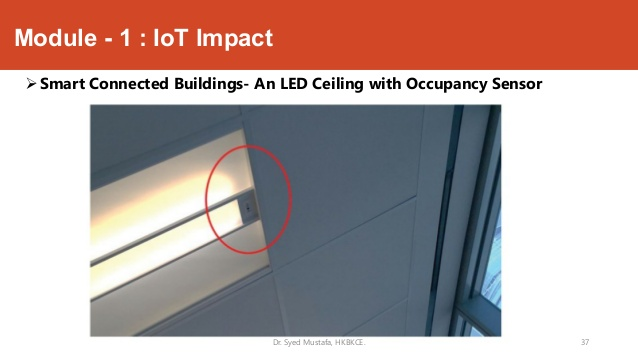 Module - 1 : IoT Impact
➢Smart Connected Buildings- An LED Ceiling with Occupancy Sensor
Dr. Syed Mustafa, HKBKCE.
37